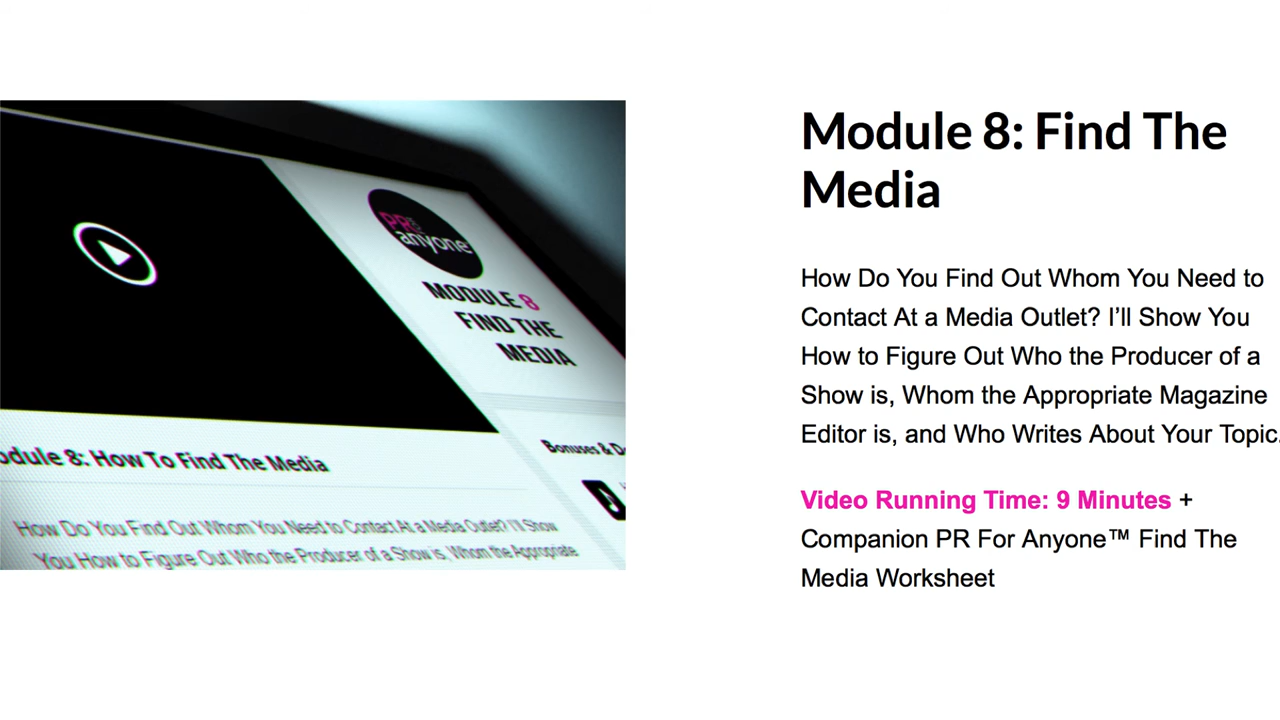 PR
anyone
MODULE 8
FIND THE
MEDIA
Module 8: How To Find The Media
Bonuses &
How Do You Find Out Whom You Need to Contact At a Media Outlet? I'll Show
You How to Figure Out Who the Producer of a Show is, Whom the Appropriate
Module 8: Find The
Media
How Do You Find Out Whom You Need to
Contact At a Media Outlet? I’ll Show You
How to Figure Out Who the Producer of a
Show is, Whom the Appropriate Magazine
Editor is, and Who Writes About Your Topic.
Video Running Time: 9 Minutes +
Companion PR For Anyone™ Find The
Media Worksheet